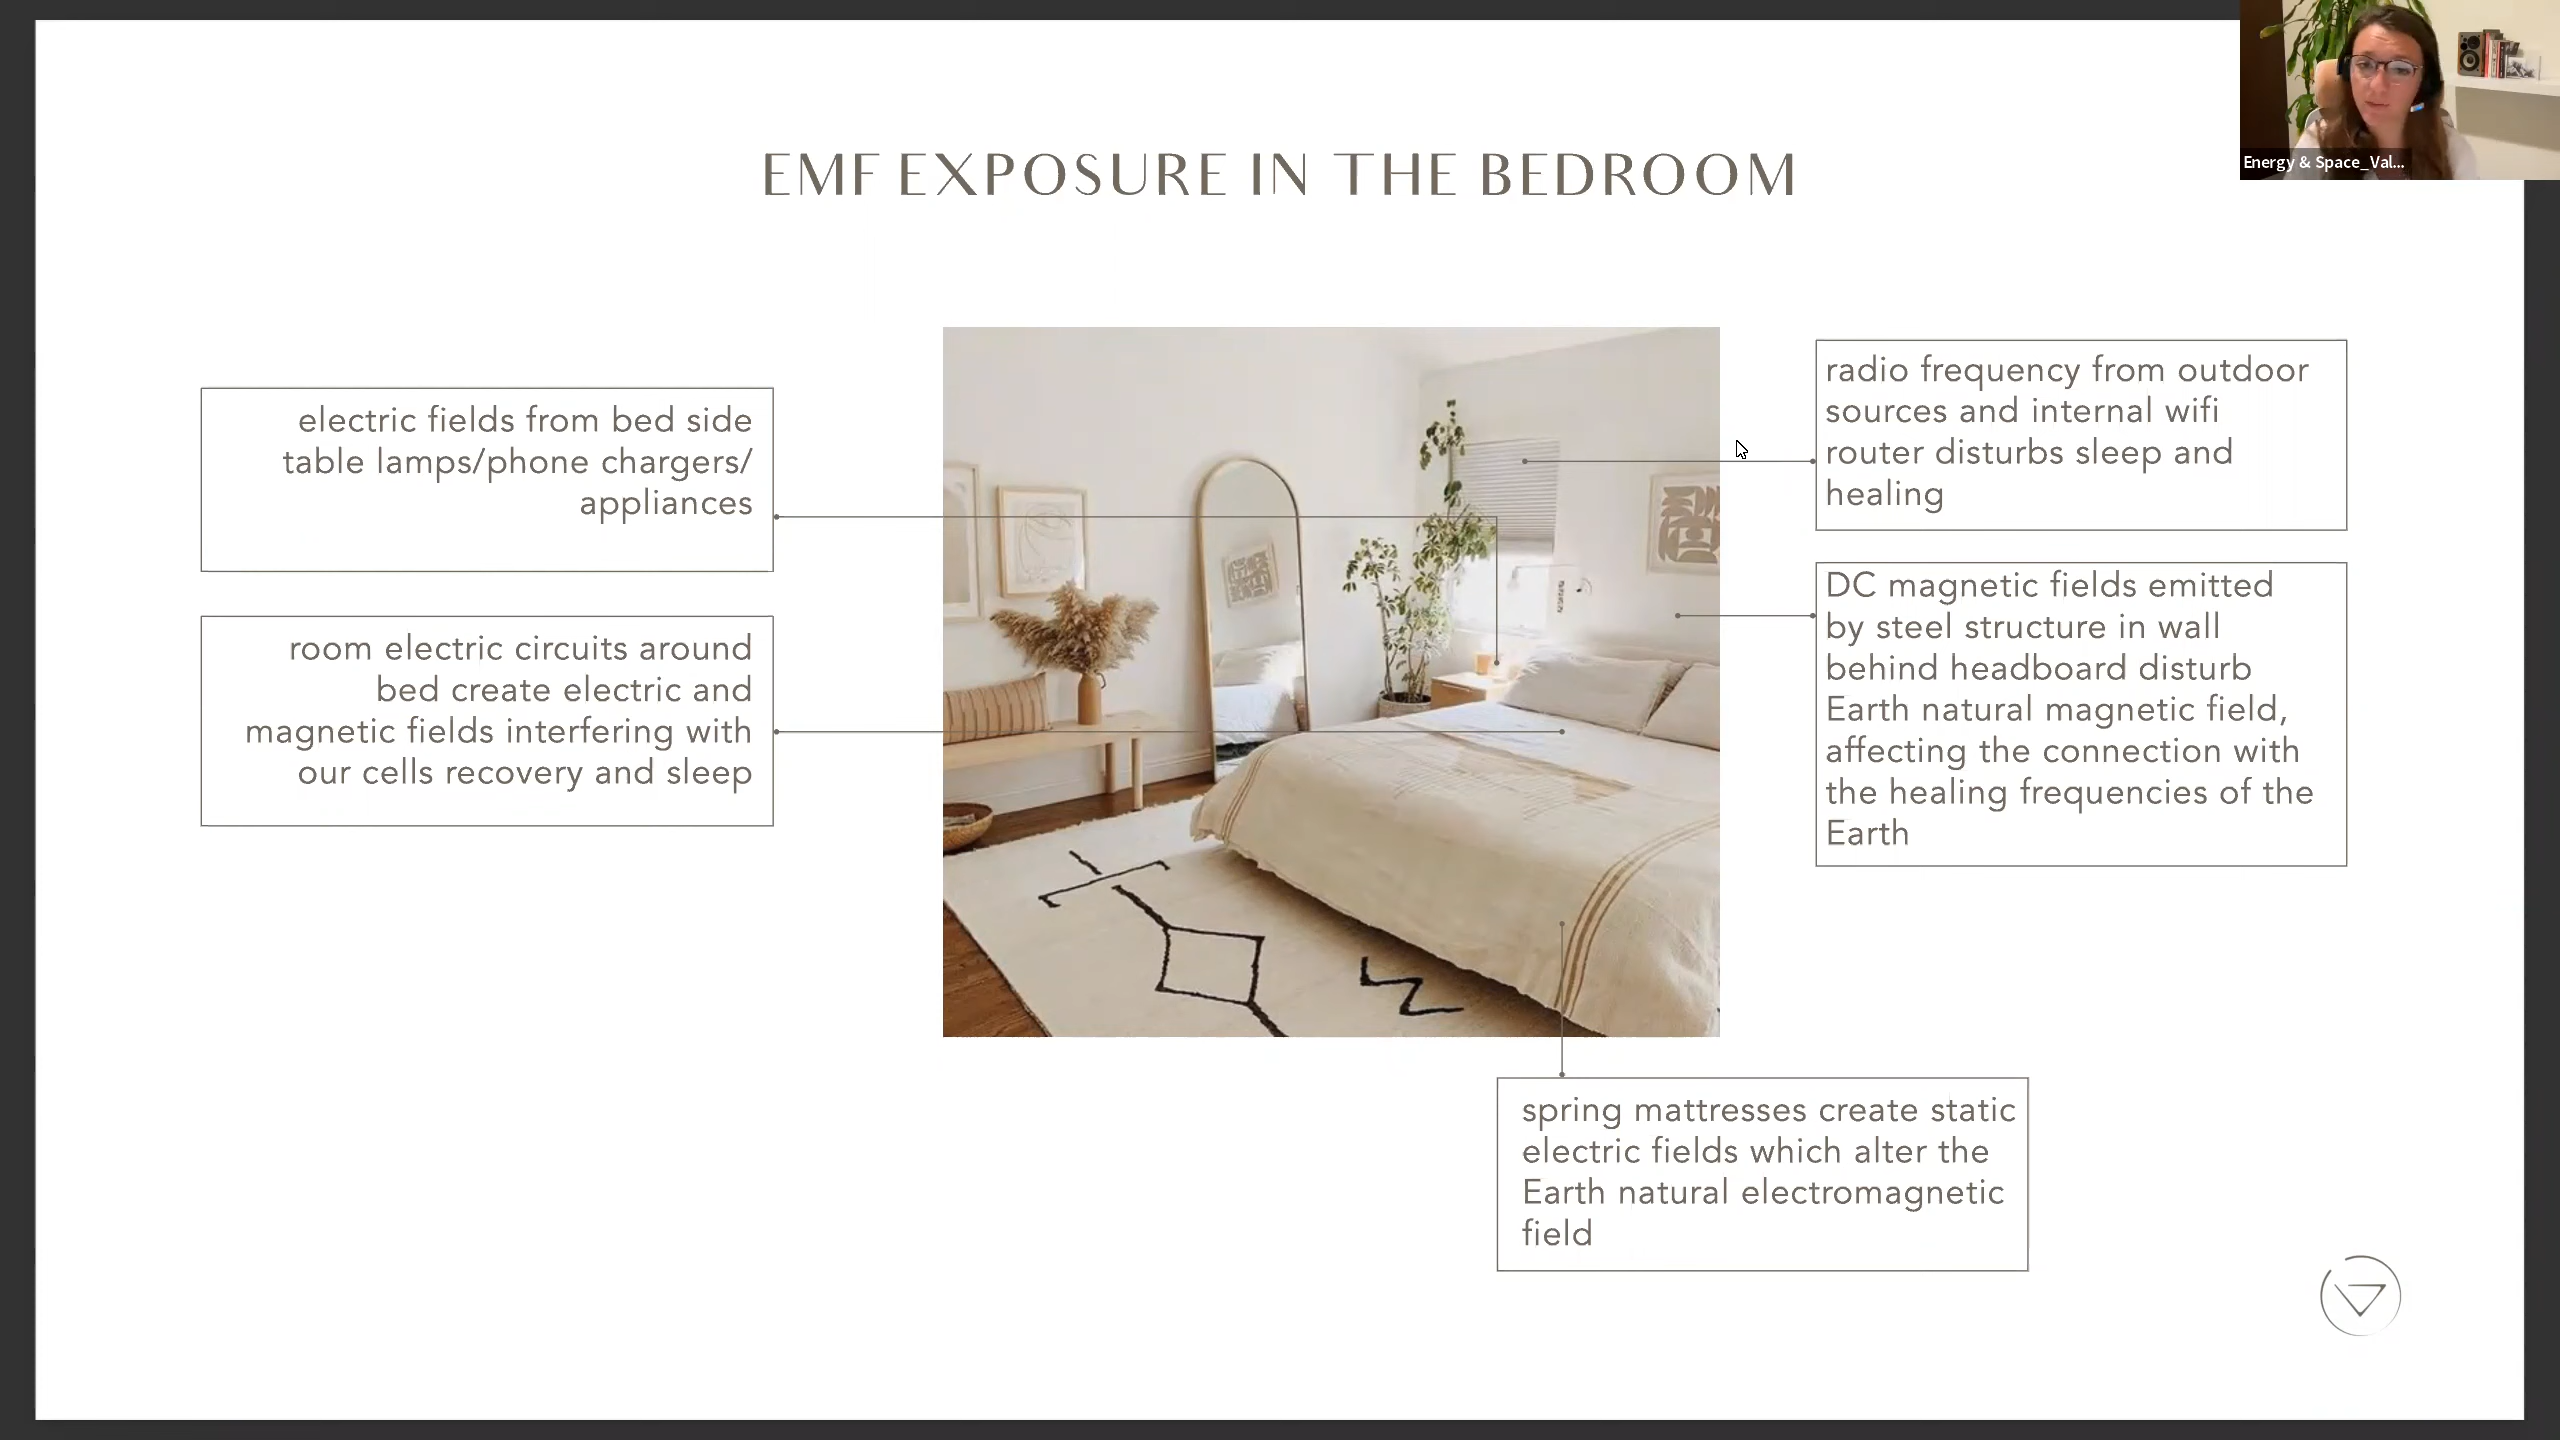 Energy & Space_Val...
EMF EXPOSURE IN THE BEDROOM
electric fields from bed side
table lamps/phone chargers/
appliances
room electric circuits around
bed create electric and
magnetic fields interfering with
our cells recovery and sleep
radio frequency from outdoor
sources and internal wifi
router disturbs sleep and
healing
DC magnetic fields emitted
by steel structure in wall
behind headboard disturb
Earth natural magnetic field,
affecting the connection with
the healing frequencies of the
Earth
spring mattresses create static
electric fields which alter the
Earth natural electromagnetic
field